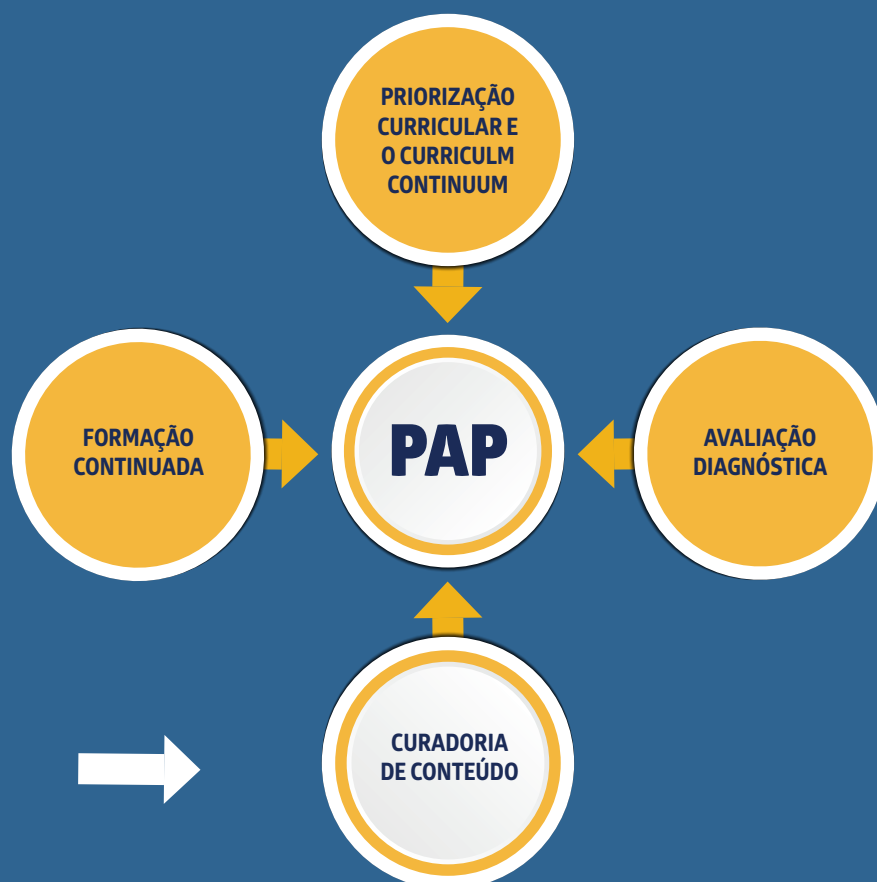 PRIORIZAÇÃO
CURRICULAR E
O CURRICULM
CONTINUUM
FORMAÇÃO
CONTINUADA
PAP
AVALIAÇÃO
DIAGNÓSTICA
CURADORIA
DE CONTEÚDO